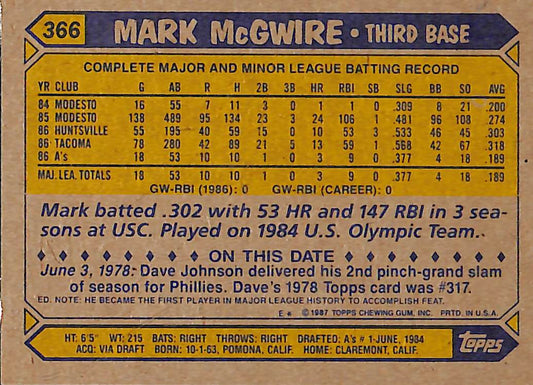 366 MARK McGWIRE • THIRD BASE
COMPLETE MAJOR AND MINOR LEAGUE BATTING RECORD
YR CLUB G AB R H 2B 3B HR RBI SB SLG BB SO AVG
84 MODESTO 16 55 7 11 3 0 1 1 0 .309 8 21 .200
85 MODESTO 138 489 95 134 23 3 24 106 1 .481 96 108 .274
86 HUNTSVILLE 55 195 40 59 15 0 10 53 3 .533 46 45 .303
86 TACOMA 78 280 42 89 21 5 13 59 1 .568 42 67 .318
86 A's 18 53 10 10 1 0 3 9 0 .377 4 18 .189
MAJ. LEA. TOTALS 18 53 10 10 1 0 3 9 0 .377 4 18 .189
GW-RBI (1986): 0 GW-RBI (CAREER): 0
Mark batted .302 with 53 HR and 147 RBI in 3 sea-
sons at USC. Played on 1984 U.S. Olympic Team.
ON THIS DATE
June 3, 1978: Dave Johnson delivered his 2nd pinch-grand slam
of season for Phillies. Dave's 1978 Topps card was #317.
ED. NOTE: HE BECAME THE FIRST PLAYER IN MAJOR LEAGUE HISTORY TO ACCOMPLISH FEAT.
E* © 1987 TOPPS CHEWING GUM, INC. PRTD. IN U.S.A.
HT: 6'5" WT: 215 BATS: RIGHT THROWS: RIGHT DRAFTED: A's # 1-JUNE, 1984
ACQ: VIA DRAFT BORN: 10-1-63, POMONA, CALIF. HOME: CLAREMONT, CALIF.
Topps